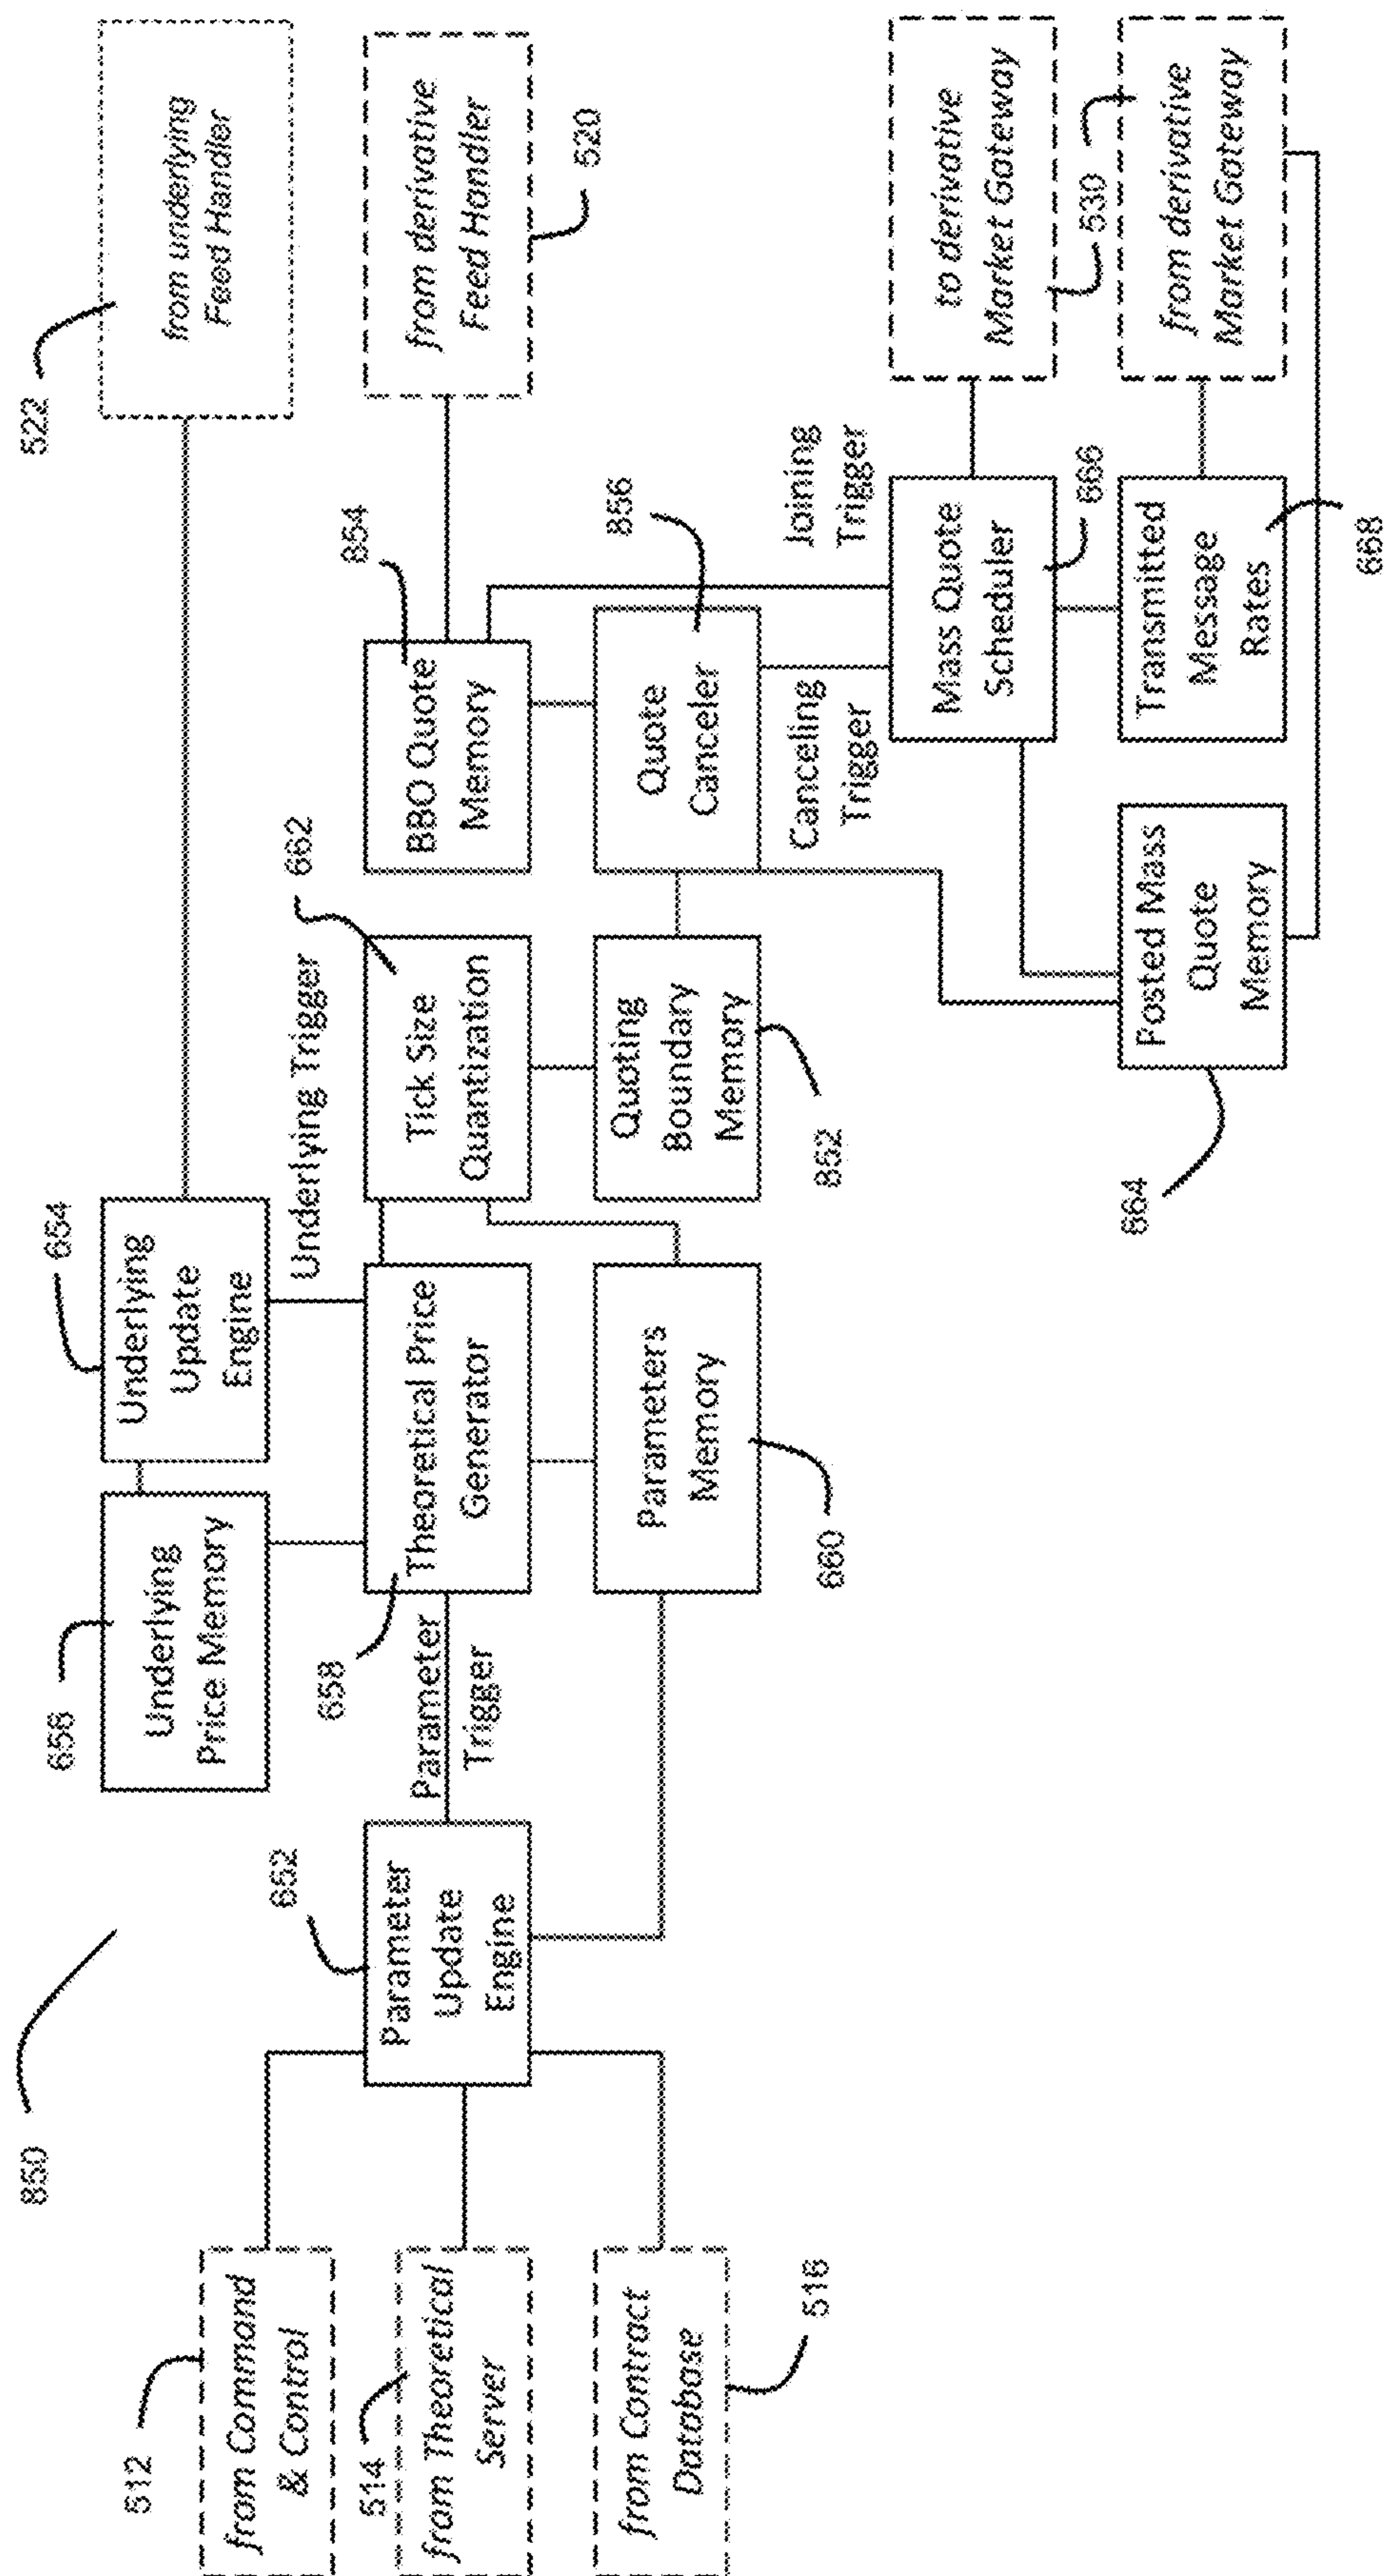 850
522
656
654
Underlying
Price Memory
Underlying
Update
Engine
from underlying
Feed Handler
512
from Command
& Control
652
658
Underlying Trigger
662
854
514
from Theoretical
Server
Parameter
Update
Engine
Parameter
Trigger
Theoretical Price
Generator
Tick Size
Quantization
BBO Quote
Memory
from derivative
Feed Handler
520
from Contract
Database
516
Parameters
Memory
660
Quoting
Boundary
Memory
852
Quote
Canceler
856
Canceling
Trigger
Joining
Trigger
Mass Quote
Scheduler
666
to derivative
Market Gateway
530
664
Posted Mass
Quote
Memory
Transmitted
Message
Rates
668
from derivative
Market Gateway